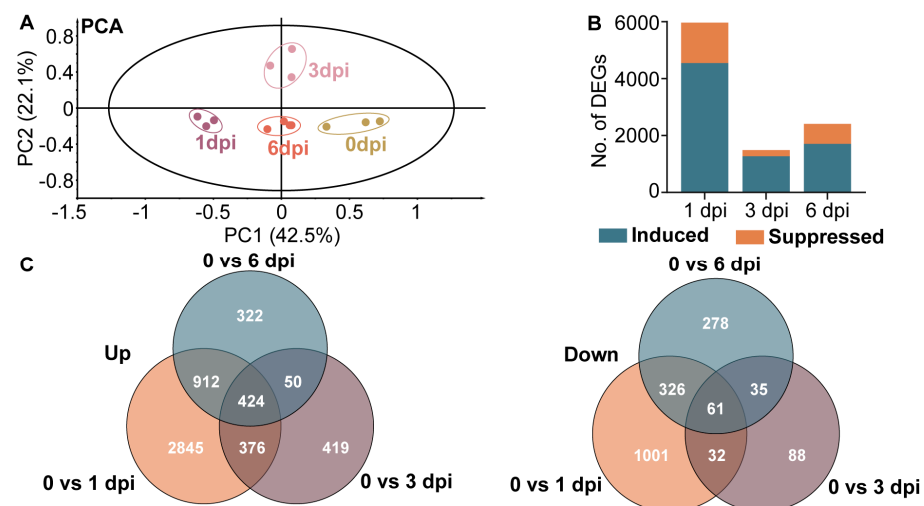 A
PCA
PC2 (22.1%)
0.8
0.4
0
-0.4
-0.8
3dpi
1dpi
6dpi
0dpi
-1.5 -1 -0.5 0 0.5 1
PC1 (42.5%)
B
No. of DEGs
6000
4000
2000
0
1 dpi 3 dpi 6 dpi
Induced Suppressed
C
0 vs 6 dpi
Up
322
912
50
424
2845
376
419
0 vs 1 dpi
0 vs 3 dpi
0 vs 6 dpi
Down
278
326
35
61
1001
32
88
0 vs 1 dpi
0 vs 3 dpi